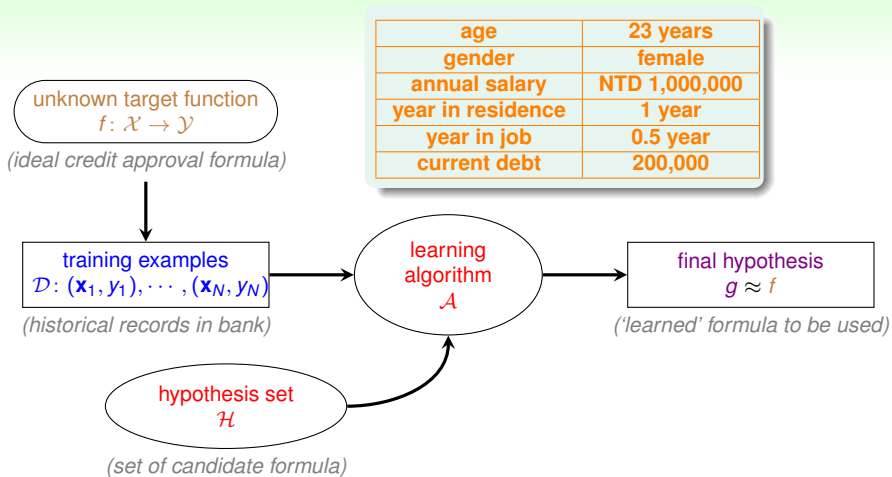 age 23 years
gender female
annual salary NTD 1,000,000
year in residence 1 year
year in job 0.5 year
current debt 200,000
unknown target function
f: 𝒳 → 𝒴
(ideal credit approval formula)
training examples
𝒟: (x₁, y₁), ⋯ , (x_N, y_N)
(historical records in bank)
learning
algorithm
𝒜
final hypothesis
g ≈ f
(‘learned’ formula to be used)
hypothesis set
ℋ
(set of candidate formula)